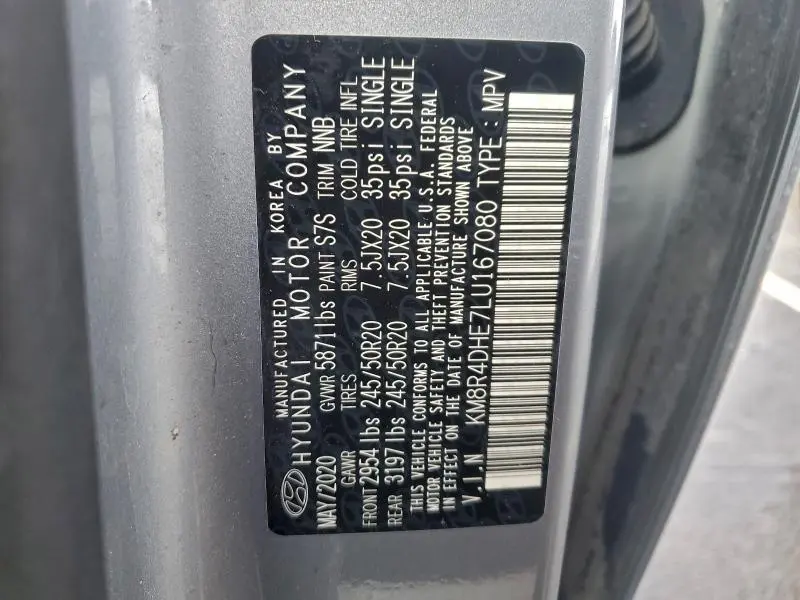 MANUFACTURED IN KOREA BY
HYUNDAI MOTOR COMPANY
MAY/2020 GVWR 5871lbs PAINT S7S TRIM NNB
GAWR TIRES RIMS COLD TIRE INFL
FRONT 2954lbs 245/50R20 7.5JX20 35psi SINGLE
REAR 3197lbs 245/50R20 7.5JX20 35psi SINGLE
THIS VEHICLE CONFORMS TO ALL APPLICABLE U.S.A. FEDERAL
MOTOR VEHICLE SAFETY AND THEFT PREVENTION STANDARDS
IN EFFECT ON THE DATE OF MANUFACTURE SHOWN ABOVE
V.I.N KM8R4DHE7LU167080 TYPE : MPV